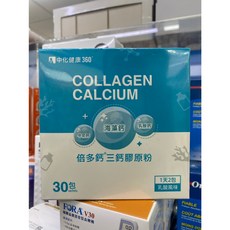 中化健康360
COLLAGEN
CALCIUM
海藻鈣
倍多鈣 三鈣膠原粉
30包
1天2包
乳酸風味
FORA V30